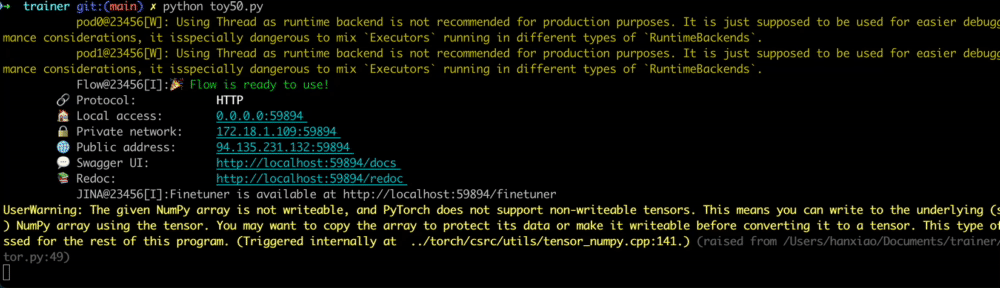 → trainer git:(main) ✗ python toy50.py
pod0@23456[W]: Using Thread as runtime backend is not recommended for production purposes. It is just supposed to be used for easier debugg
mance considerations, it isspecially dangerous to mix `Executors` running in different types of `RuntimeBackends`.
pod1@23456[W]: Using Thread as runtime backend is not recommended for production purposes. It is just supposed to be used for easier debugg
mance considerations, it isspecially dangerous to mix `Executors` running in different types of `RuntimeBackends`.
Flow@23456[I]:🎉 Flow is ready to use!
🔗 Protocol: HTTP
🏠 Local access: 0.0.0.0:59894
🔒 Private network: 172.18.1.109:59894
🌐 Public address: 94.135.231.132:59894
💬 Swagger UI: http://localhost:59894/docs
📚 Redoc: http://localhost:59894/redoc
JINA@23456[I]:Finetuner is available at http://localhost:59894/finetuner
UserWarning: The given NumPy array is not writeable, and PyTorch does not support non-writeable tensors. This means you can write to the underlying (s
) NumPy array using the tensor. You may want to copy the array to protect its data or make it writeable before converting it to a tensor. This type of
ssed for the rest of this program. (Triggered internally at ../torch/csrc/utils/tensor_numpy.cpp:141.) (raised from /Users/hanxiao/Documents/trainer/
tor.py:49)